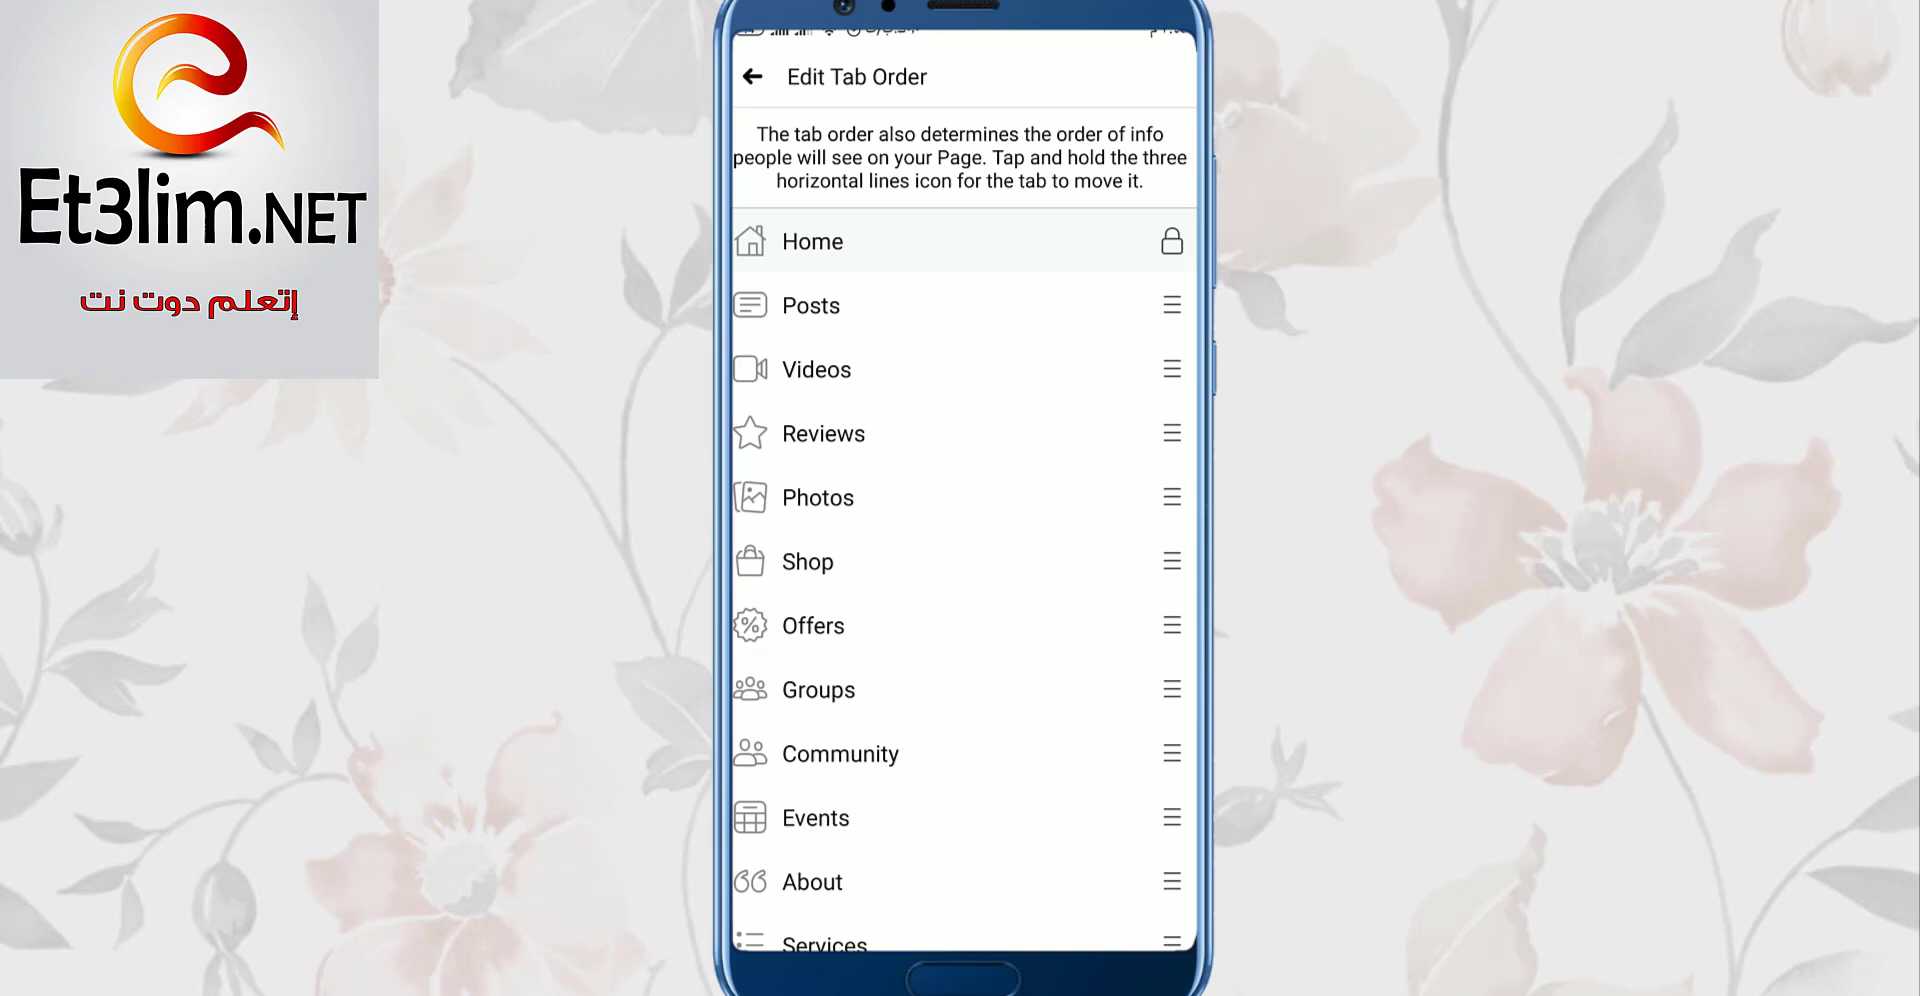 Et3lim.NET
إتعلم دوت نت
Edit Tab Order
The tab order also determines the order of info
people will see on your Page. Tap and hold the three
horizontal lines icon for the tab to move it.
Home
Posts
Videos
Reviews
Photos
Shop
Offers
Groups
Community
Events
About
Services